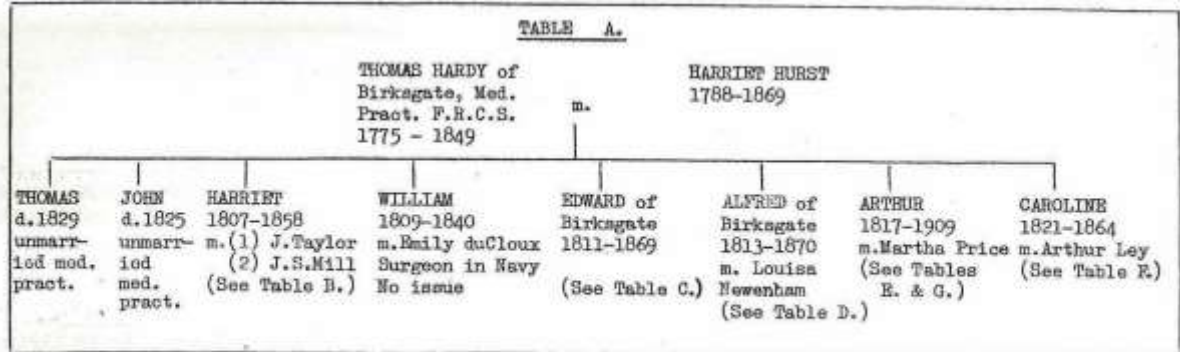 TABLE A.
THOMAS HARDY of
Birksgate, Med.
Pract. F.R.C.S.
1775 - 1849
m.
HARRIET HURST
1788-1869
THOMAS
d.1829
unmarr-
ied med.
pract.
JOHN
d.1825
unmarr-
ied
med.
pract.
HARRIET
1807-1858
m.(1) J.Taylor
(2) J.S.Mill
(See Table B.)
WILLIAM
1809-1840
m.Emily duCloux
Surgeon in Navy
No issue
EDWARD of
Birksgate
1811-1869
(See Table C.)
ALFRED of
Birksgate
1813-1870
m. Louisa
Newenham
(See Table D.)
ARTHUR
1817-1909
m.Martha Price
(See Tables
E. & G.)
CAROLINE
1821-1864
m.Arthur Ley
(See Table F.)